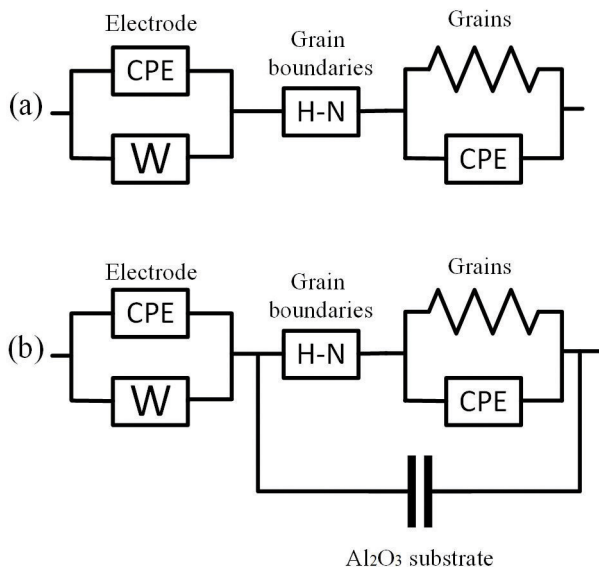 Electrode
Grain
boundaries
Grains
(a)
CPE
W
H-N
CPE
Electrode
Grain
boundaries
Grains
(b)
CPE
W
H-N
CPE
Al₂O₃ substrate